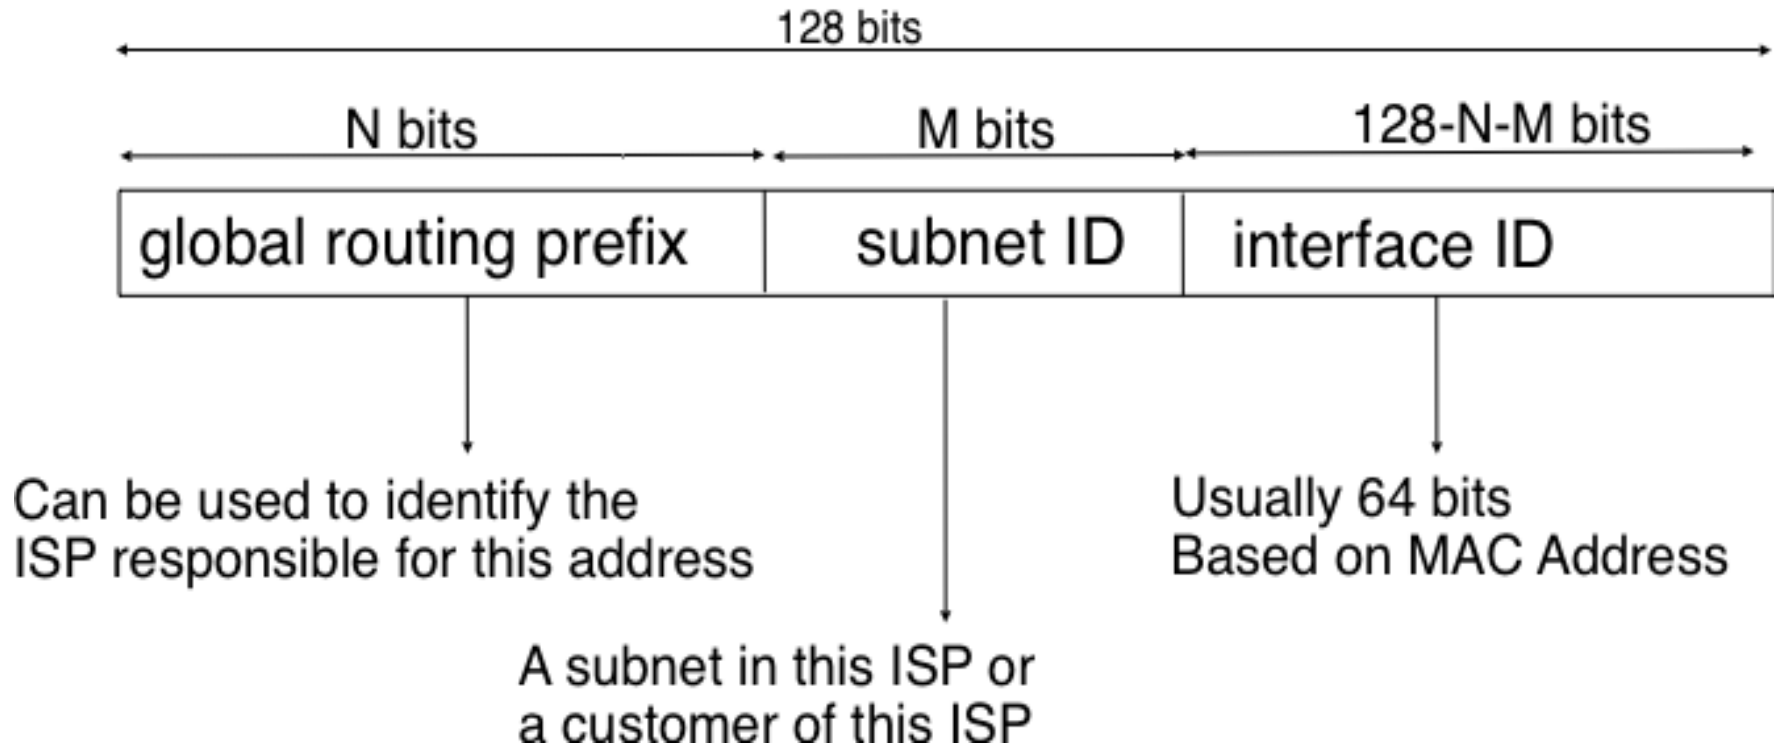 128 bits
N bits
M bits
128-N-M bits
global routing prefix
subnet ID
interface ID
Can be used to identify the
ISP responsible for this address
Usually 64 bits
Based on MAC Address
A subnet in this ISP or
a customer of this ISP